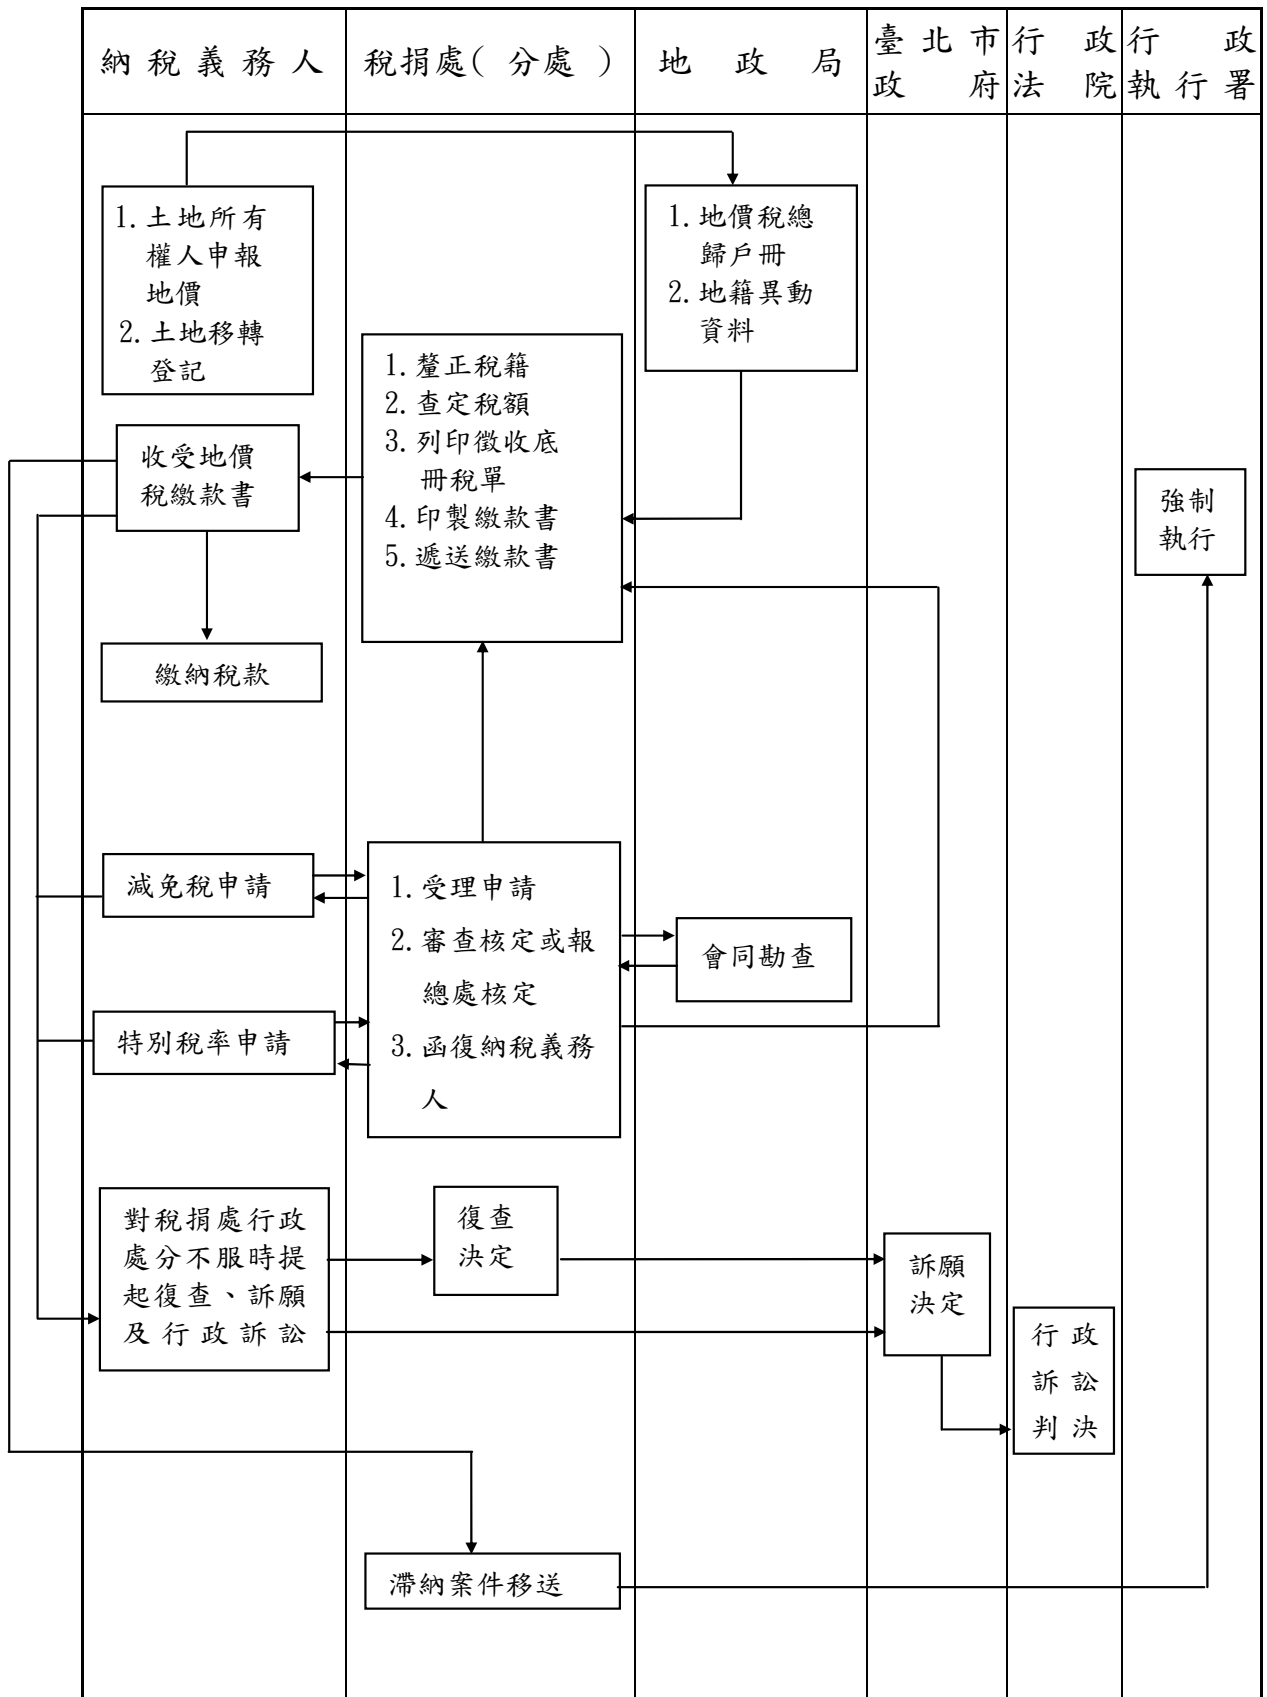 納稅義務人
稅捐處(分處)
地政局
臺北市
政府
行政
法院
行政
執行署
1.土地所有
權人申報
地價
2.土地移轉
登記
1.地價稅總
歸戶冊
2.地籍異動
資料
1.釐正稅籍
2.查定稅額
3.列印徵收底
冊稅單
4.印製繳款書
5.遞送繳款書
收受地價
稅繳款書
強制
執行
繳納稅款
減免稅申請
1.受理申請
2.審查核定或報
總處核定
3.函復納稅義務
人
會同勘查
特別稅率申請
對稅捐處行政
處分不服時提
起復查、訴願
及行政訴訟
復查
決定
訴願
決定
行政
訴訟
判決
滯納案件移送